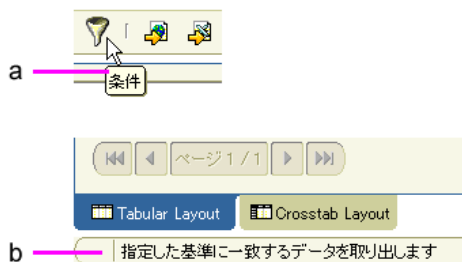 a
条件
ページ1/1
Tabular Layout
Crosstab Layout
b
指定した基準に一致するデータを取り出します